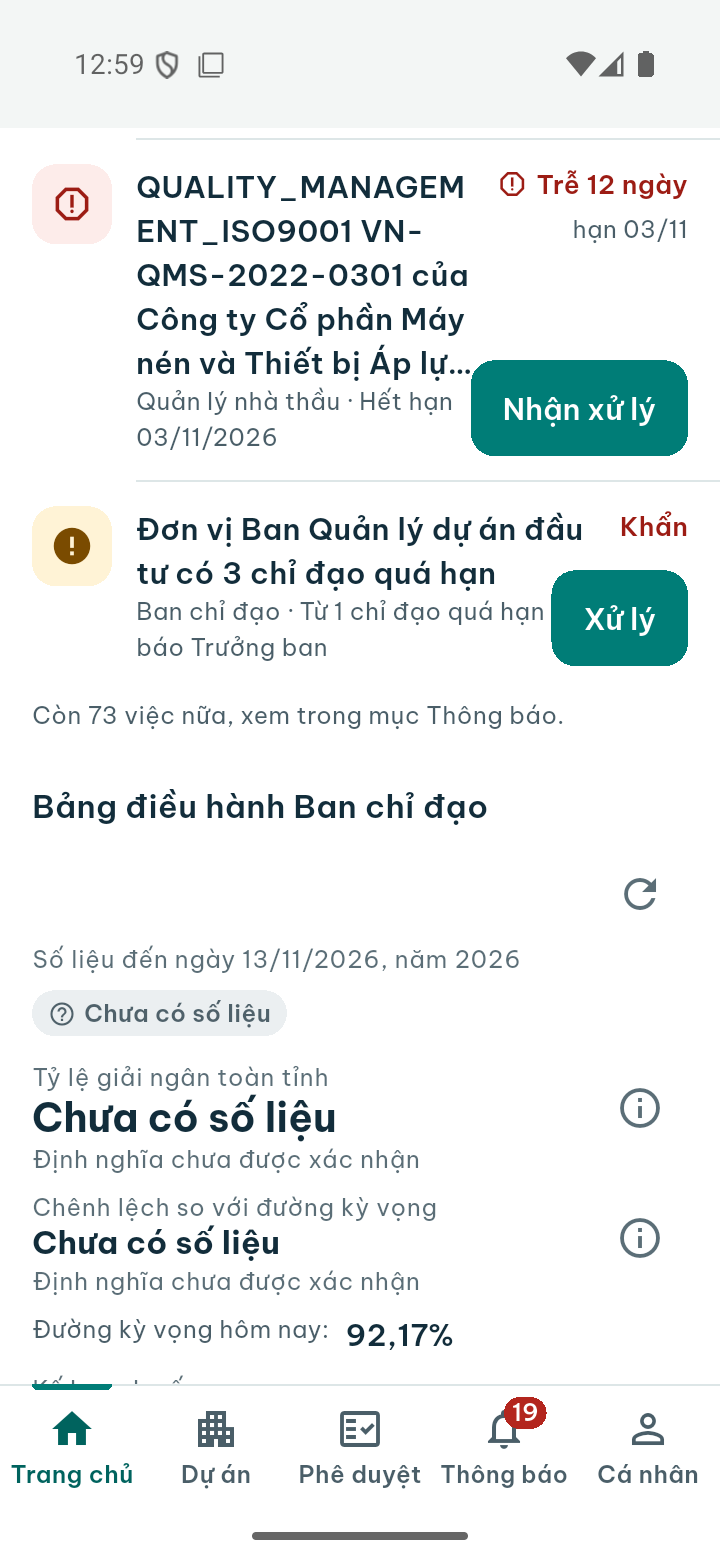 12:59
QUALITY_MANAGEM
ENT_ISO9001 VN-
QMS-2022-0301 của
Công ty Cổ phần Máy
nén và Thiết bị Áp lự...
Trễ 12 ngày
hạn 03/11
Quản lý nhà thầu · Hết hạn
03/11/2026
Nhận xử lý
Đơn vị Ban Quản lý dự án đầu
tư có 3 chỉ đạo quá hạn
Khẩn
Ban chỉ đạo · Từ 1 chỉ đạo quá hạn
báo Trưởng ban
Xử lý
Còn 73 việc nữa, xem trong mục Thông báo.
Bảng điều hành Ban chỉ đạo
Số liệu đến ngày 13/11/2026, năm 2026
Chưa có số liệu
Tỷ lệ giải ngân toàn tỉnh
Chưa có số liệu
Định nghĩa chưa được xác nhận
Chênh lệch so với đường kỳ vọng
Chưa có số liệu
Định nghĩa chưa được xác nhận
Đường kỳ vọng hôm nay: 92,17%
19
Trang chủ
Dự án
Phê duyệt
Thông báo
Cá nhân